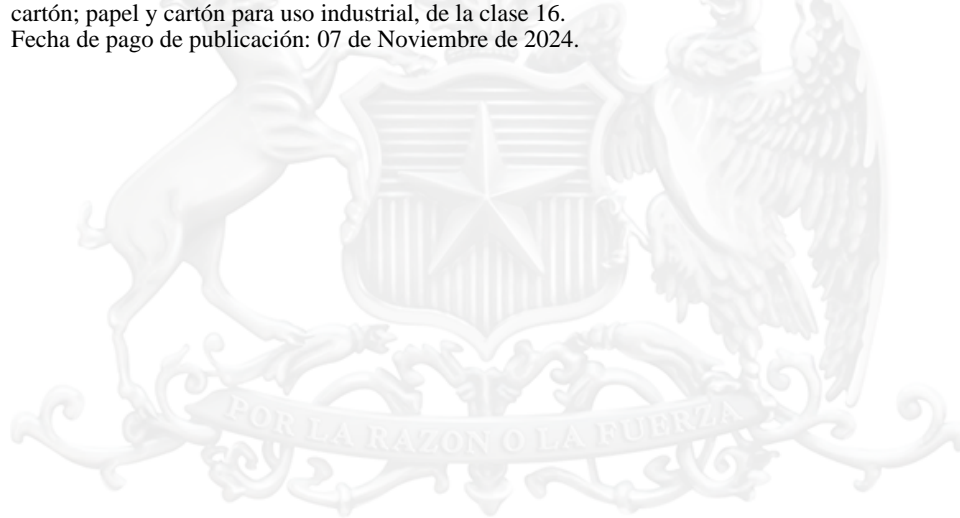 cartón; papel y cartón para uso industrial, de la clase 16.
Fecha de pago de publicación: 07 de Noviembre de 2024.
POR LA RAZON O LA FUERZA